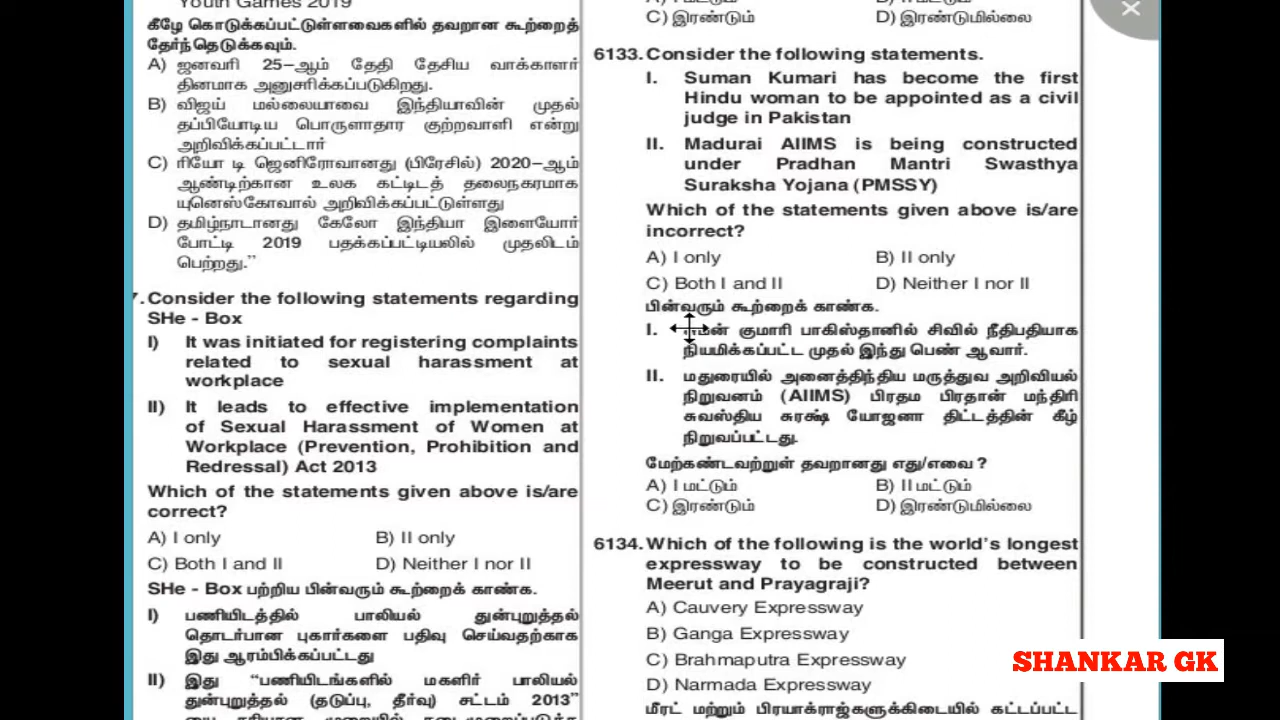 Youth Games 2019
கீழே கொடுக்கப்பட்டுள்ளவைகளில் தவறான கூற்றைத்
தேர்ந்தெடுக்கவும்.
A) ஜனவரி 25–ஆம் தேதி தேசிய வாக்காளர்
தினமாக அனுசரிக்கப்படுகிறது.
B) விஜய் மல்லையாவை இந்தியாவின் முதல்
தப்பியோடிய பொருளாதார குற்றவாளி என்று
அறிவிக்கப்பட்டார்
C) ரியோ டி ஜெனிரோவானது (பிரேசில்) 2020–ஆம்
ஆண்டிற்கான உலக கட்டிடத் தலைநகரமாக
யுனெஸ்கோவால் அறிவிக்கப்பட்டுள்ளது
D) தமிழ்நாடானது கேலோ இந்தியா இளையோர்
போட்டி 2019 பதக்கப்பட்டியலில் முதலிடம்
பெற்றது.”
7. Consider the following statements regarding
SHe - Box
I) It was initiated for registering complaints
related to sexual harassment at
workplace
II) It leads to effective implementation
of Sexual Harassment of Women at
Workplace (Prevention, Prohibition and
Redressal) Act 2013
Which of the statements given above is/are
correct?
A) I only B) II only
C) Both I and II D) Neither I nor II
SHe - Box பற்றிய பின்வரும் கூற்றைக் காண்க.
I) பணியிடத்தில் பாலியல் துன்புறுத்தல்
தொடர்பான புகார்களை பதிவு செய்வதற்காக
இது ஆரம்பிக்கப்பட்டது
II) இது “பணியிடங்களில் மகளிர் பாலியல்
துன்புறுத்தல் (தடுப்பு, தீர்வு) சட்டம் 2013”
C) இரண்டும் D) இரண்டுமில்லை
6133. Consider the following statements.
I. Suman Kumari has become the first
Hindu woman to be appointed as a civil
judge in Pakistan
II. Madurai AIIMS is being constructed
under Pradhan Mantri Swasthya
Suraksha Yojana (PMSSY)
Which of the statements given above is/are
incorrect?
A) I only B) II only
C) Both I and II D) Neither I nor II
பின்வரும் கூற்றைக் காண்க.
I. குமாரி பாகிஸ்தானில் சிவில் நீதிபதியாக
நியமிக்கப்பட்ட முதல் இந்து பெண் ஆவார்.
II. மதுரையில் அனைத்திந்திய மருத்துவ அறிவியல்
நிறுவனம் (AIIMS) பிரதம பிரதான் மந்திரி
சுவஸ்திய சுரக்ஷ் யோஜனா திட்டத்தின் கீழ்
நிறுவப்பட்டது.
மேற்கண்டவற்றுள் தவறானது எது/எவை ?
A) I மட்டும் B) II மட்டும்
C) இரண்டும் D) இரண்டுமில்லை
6134. Which of the following is the world’s longest
expressway to be constructed between
Meerut and Prayagraji?
A) Cauvery Expressway
B) Ganga Expressway
C) Brahmaputra Expressway
D) Narmada Expressway
மீரட் மற்றும் பிரயாக்ராஜ்களுக்கிடையில் கட்டப்பட்ட
SHANKAR GK